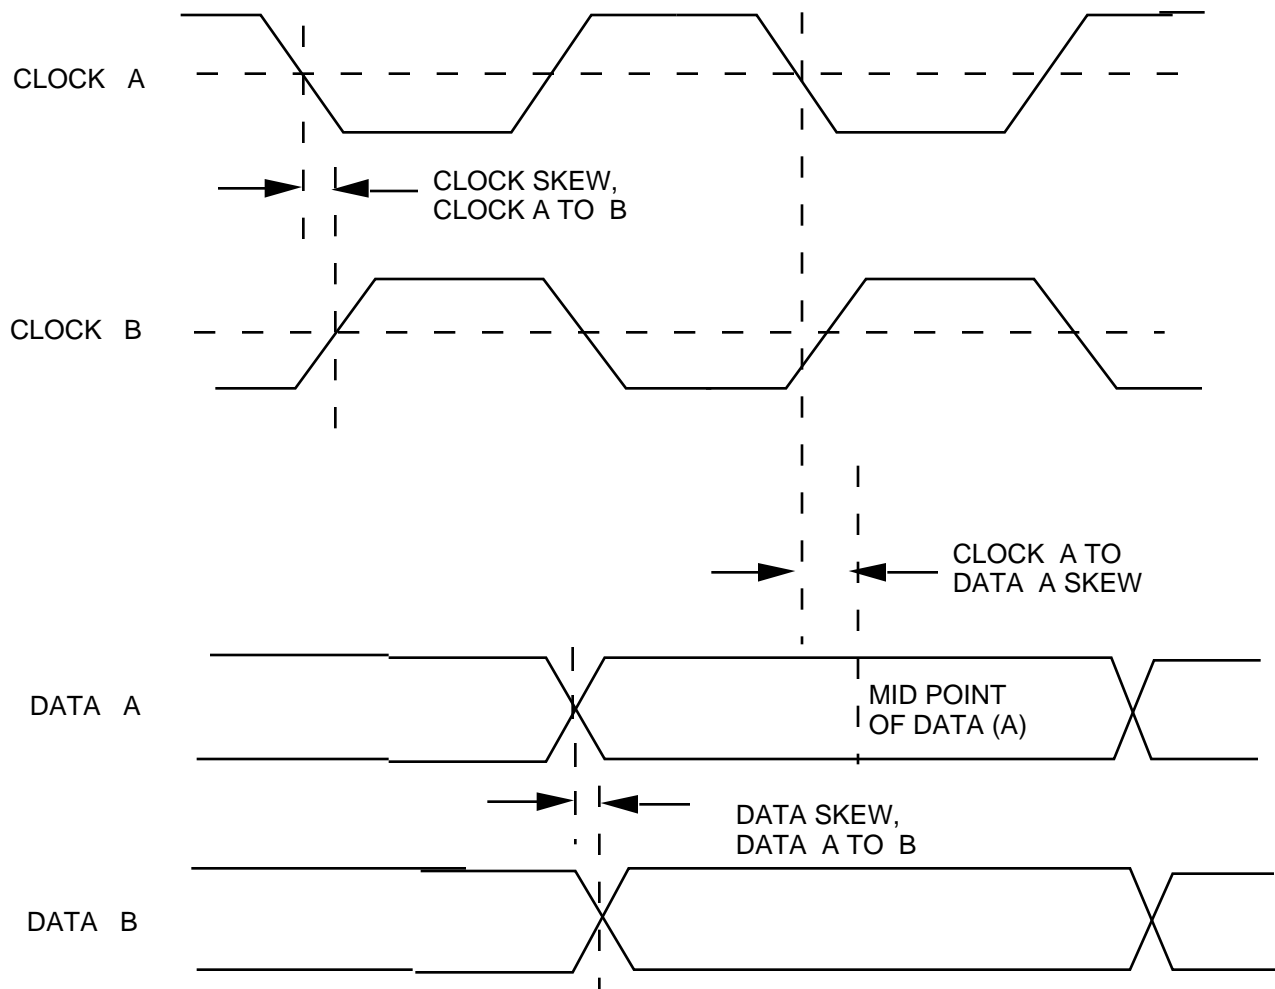 CLOCK A
CLOCK SKEW,
CLOCK A TO B
CLOCK B
CLOCK A TO
DATA A SKEW
DATA A
MID POINT
OF DATA (A)
DATA SKEW,
DATA A TO B
DATA B